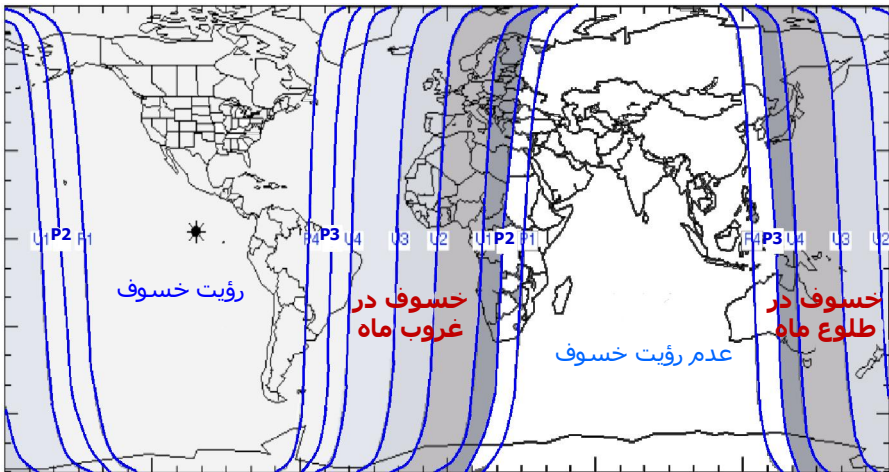 U1 P2 P1 P4 P3 U4 U3 U2 U1 P2 P1 P4 P3 U4 U3 U2
رؤیت خسوف
خسوف در
غروب ماه
عدم رؤیت خسوف
خسوف در
طلوع ماه